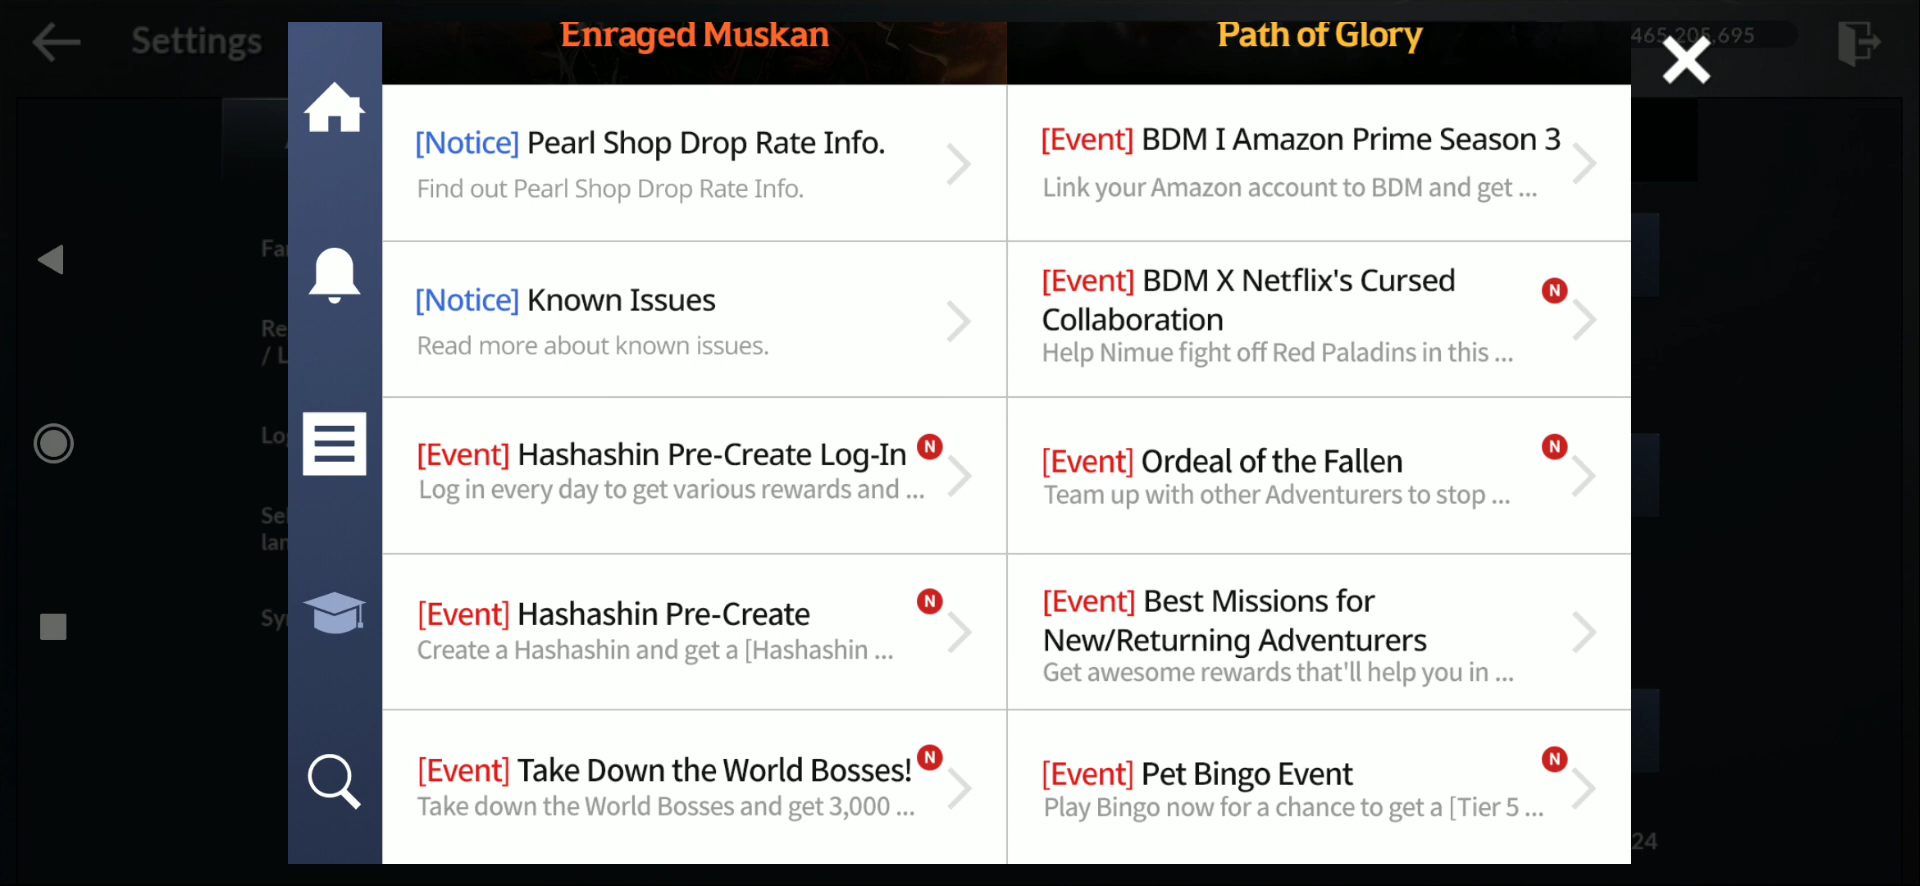 Settings
465,205,695
Enraged Muskan
Path of Glory
[Notice] Pearl Shop Drop Rate Info.
Find out Pearl Shop Drop Rate Info.
[Event] BDM I Amazon Prime Season 3
Link your Amazon account to BDM and get ...
[Notice] Known Issues
Read more about known issues.
[Event] BDM X Netflix's Cursed
Collaboration
N
Help Nimue fight off Red Paladins in this ...
[Event] Hashashin Pre-Create Log-In
N
Log in every day to get various rewards and ...
[Event] Ordeal of the Fallen
N
Team up with other Adventurers to stop ...
[Event] Hashashin Pre-Create
N
Create a Hashashin and get a [Hashashin ...
[Event] Best Missions for
New/Returning Adventurers
Get awesome rewards that'll help you in ...
[Event] Take Down the World Bosses!
N
Take down the World Bosses and get 3,000 ...
[Event] Pet Bingo Event
N
Play Bingo now for a chance to get a [Tier 5 ...
24